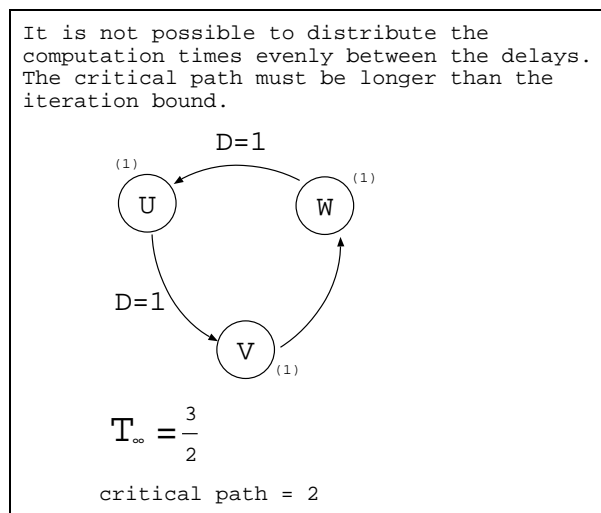 It is not possible to distribute the
computation times evenly between the delays.
The critical path must be longer than the
iteration bound.
D=1
(1)
(1)
U
W
D=1
V
(1)
T∞ = 3/2
critical path = 2